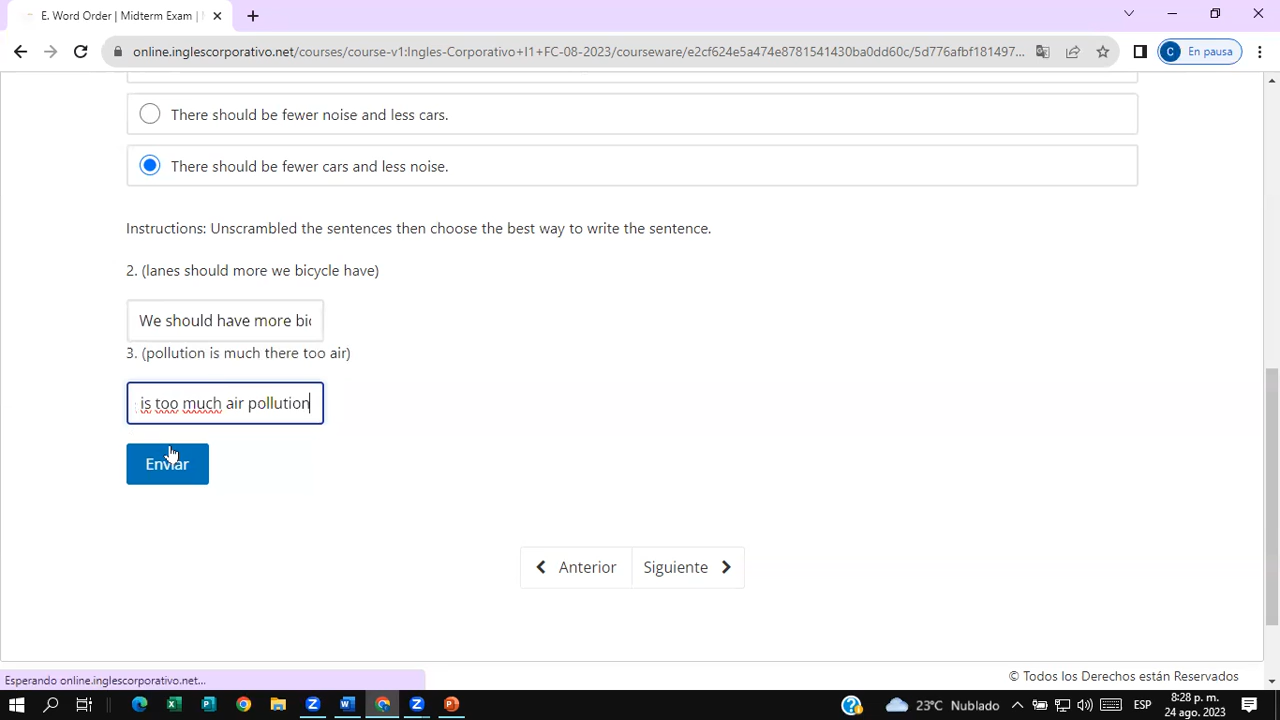 E. Word Order | Midterm Exam |
online.inglescorporativo.net/courses/course-v1:Ingles-Corporativo+I1+FC-08-2023/courseware/e2cf624e5a474e8781541430ba0dd60c/5d776afbf181497...
C En pausa
There should be fewer noise and less cars.
There should be fewer cars and less noise.
Instructions: Unscrambled the sentences then choose the best way to write the sentence.
2. (lanes should more we bicycle have)
We should have more bic
3. (pollution is much there too air)
is too much air pollution
Enviar
Anterior
Siguiente
© Todos los Derechos están Reservados
Esperando online.inglescorporativo.net...
23°C Nublado
ESP
8:28 p. m.
24 ago. 2023